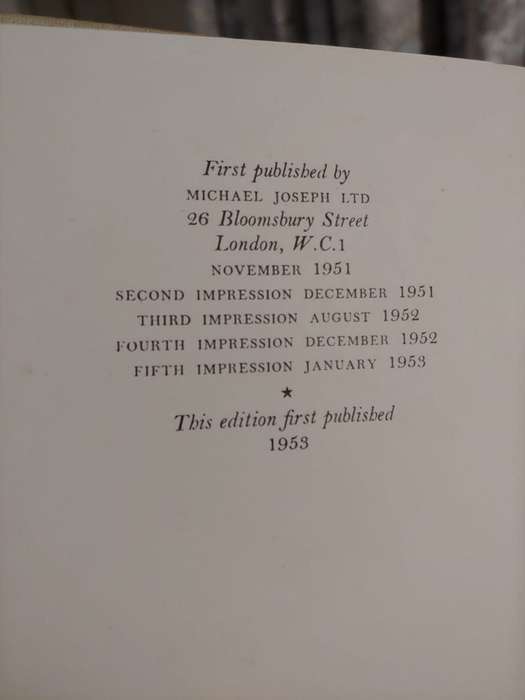 First published by
MICHAEL JOSEPH LTD
26 Bloomsbury Street
London, W.C.1
NOVEMBER 1951
SECOND IMPRESSION DECEMBER 1951
THIRD IMPRESSION AUGUST 1952
FOURTH IMPRESSION DECEMBER 1952
FIFTH IMPRESSION JANUARY 1953
★
This edition first published
1953